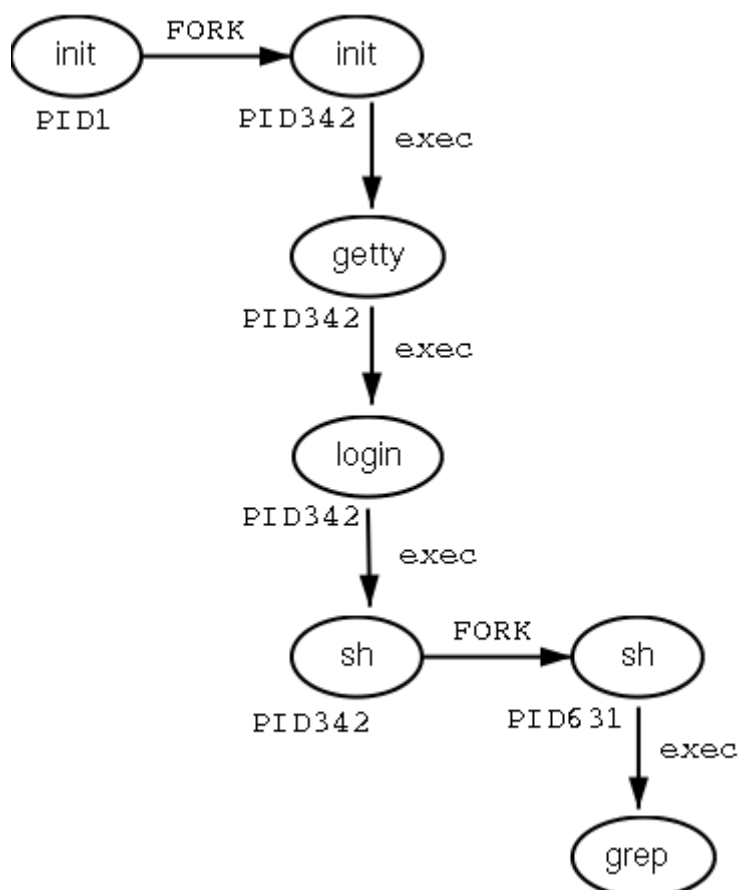 FORK
init init
PID1 PID342
exec
getty
PID342
exec
login
PID342
exec
FORK
sh sh
PID342 PID631
exec
grep